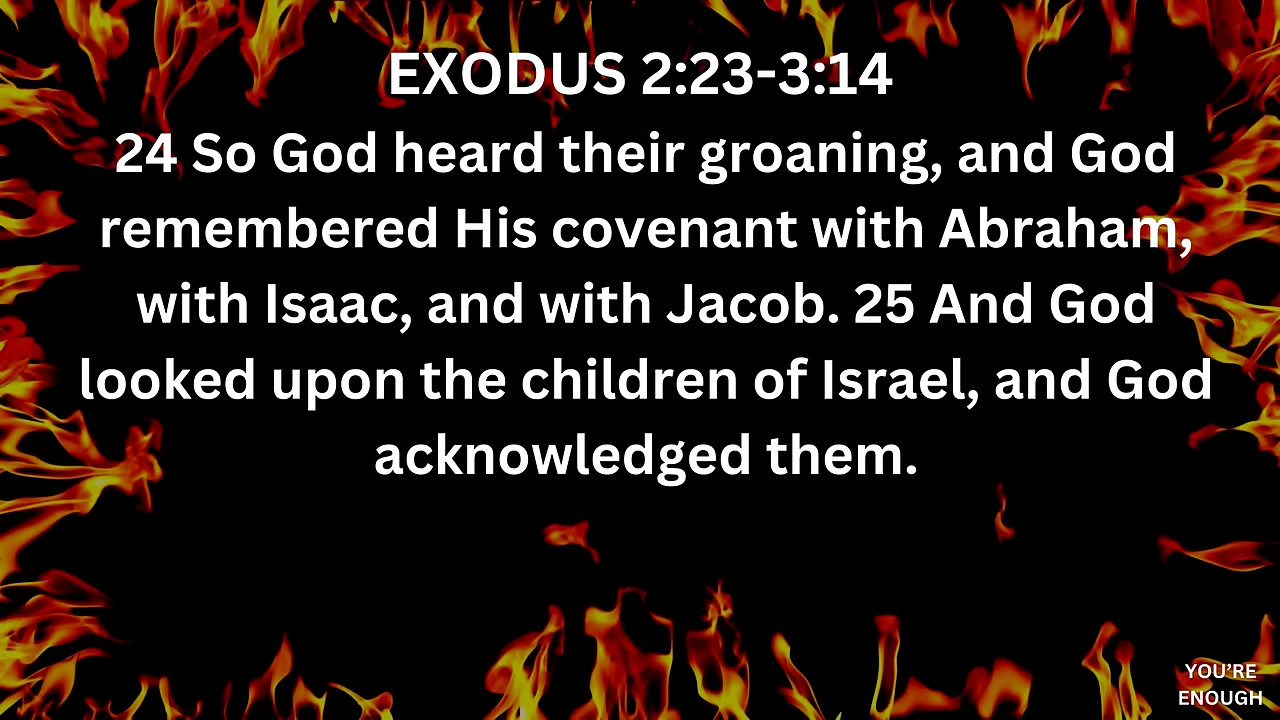 EXODUS 2:23-3:14
24 So God heard their groaning, and God
remembered His covenant with Abraham,
with Isaac, and with Jacob. 25 And God
looked upon the children of Israel, and God
acknowledged them.
YOU’RE
ENOUGH